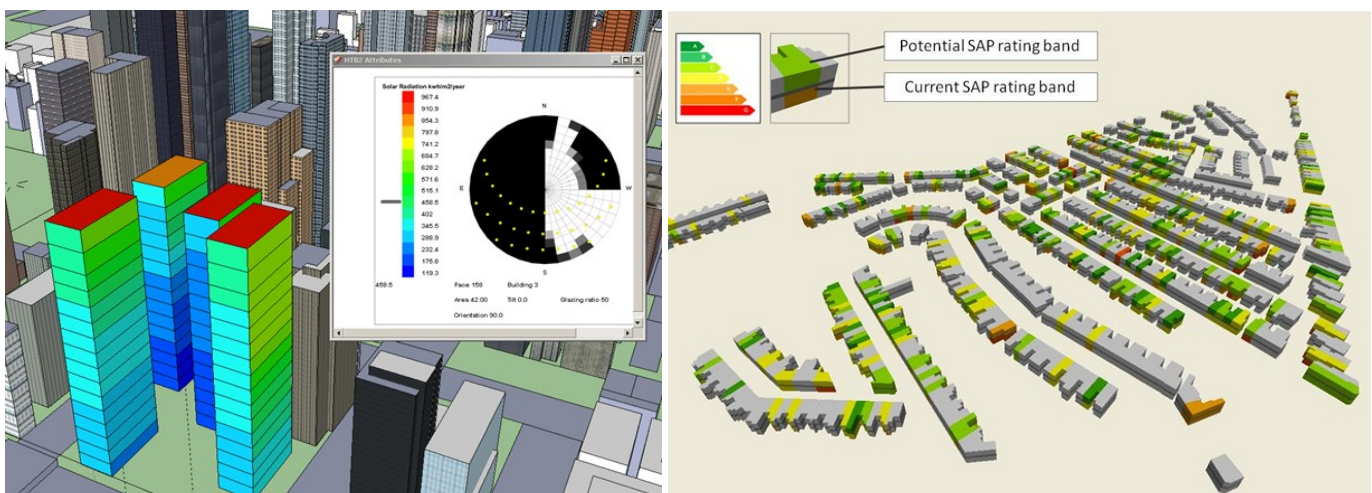 HTB2 Attributes
Solar Radiation kwh/m2/year
967.4
910.9
854.3
797.8
741.2
684.7
628.2
571.6
515.1
458.5
402
345.5
288.9
232.4
175.8
119.3
N
E
W
S
458.5
Face 158 Building 3
Area 42.00 Tilt 0.0 Glazing ratio 50
Orientation 90.0
A
B
G
Potential SAP rating band
Current SAP rating band